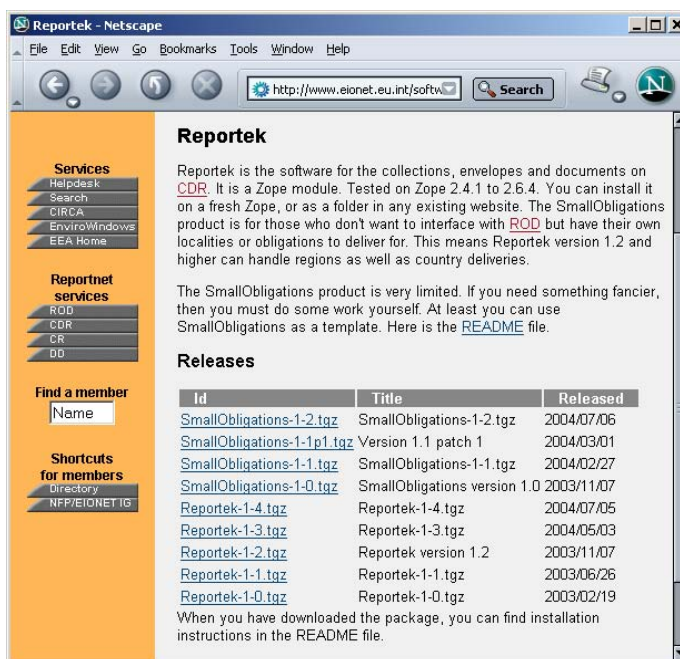 Reportek - Netscape
File Edit View Go Bookmarks Tools Window Help
http://www.eionet.eu.int/softw
Search
N
Services
Helpdesk
Search
CIRCA
EnviroWindows
EEA Home
Reportnet
services
ROD
CDR
CR
DD
Find a member
Name
Shortcuts
for members
Directory
NFP/EIONET IG
Reportek
Reportek is the software for the collections, envelopes and documents on
CDR. It is a Zope module. Tested on Zope 2.4.1 to 2.6.4. You can install it
on a fresh Zope, or as a folder in any existing website. The SmallObligations
product is for those who don't want to interface with ROD but have their own
localities or obligations to deliver for. This means Reportek version 1.2 and
higher can handle regions as well as country deliveries.
The SmallObligations product is very limited. If you need something fancier,
then you must do some work yourself. At least you can use
SmallObligations as a template. Here is the README file.
Releases
Id Title Released
SmallObligations-1-2.tgz SmallObligations-1-2.tgz 2004/07/06
SmallObligations-1-1p1.tgz Version 1.1 patch 1 2004/03/01
SmallObligations-1-1.tgz SmallObligations-1-1.tgz 2004/02/27
SmallObligations-1-0.tgz SmallObligations version 1.0 2003/11/07
Reportek-1-4.tgz Reportek-1-4.tgz 2004/07/05
Reportek-1-3.tgz Reportek-1-3.tgz 2004/05/03
Reportek-1-2.tgz Reportek version 1.2 2003/11/07
Reportek-1-1.tgz Reportek-1-1.tgz 2003/06/26
Reportek-1-0.tgz Reportek-1-0.tgz 2003/02/19
When you have downloaded the package, you can find installation
instructions in the README file.